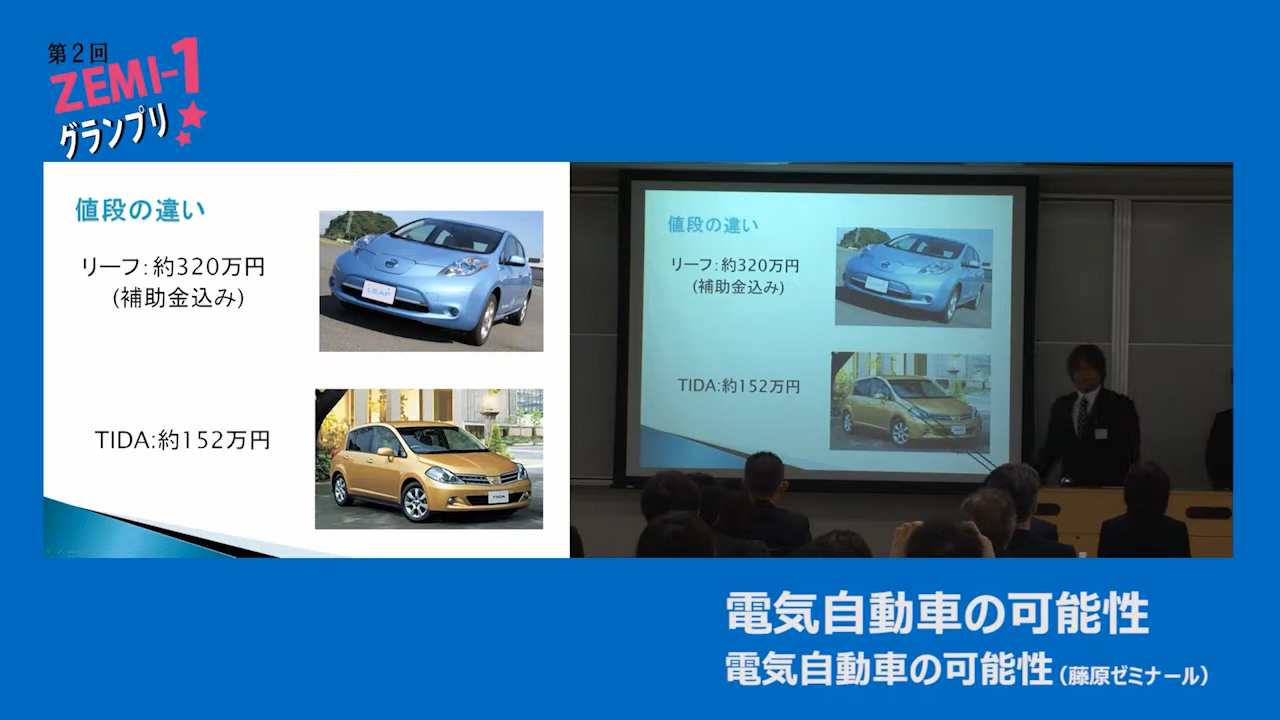 第2回
ZEMI-1
グランプリ
値段の違い
リーフ：約320万円
(補助金込み)
LEAF
TIDA:約152万円
TIDA
値段の違い
リーフ：約320万円
(補助金込み)
TIDA:約152万円
電気自動車の可能性
電気自動車の可能性（藤原ゼミナール）